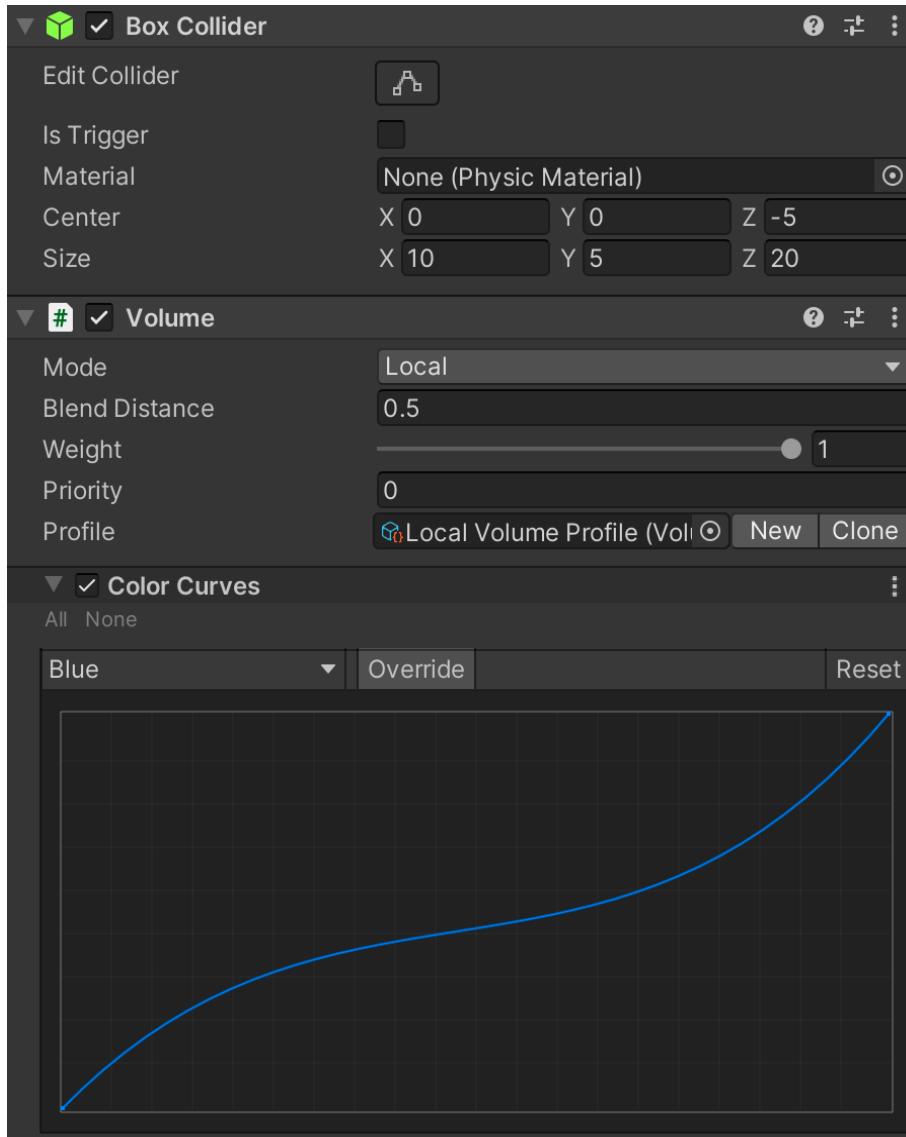 Box Collider
Edit Collider
Is Trigger
Material None (Physic Material)
Center X 0 Y 0 Z -5
Size X 10 Y 5 Z 20
# Volume
Mode Local
Blend Distance 0.5
Weight 1
Priority 0
Profile Local Volume Profile (Volu New Clone
Color Curves
All None
Blue Override Reset